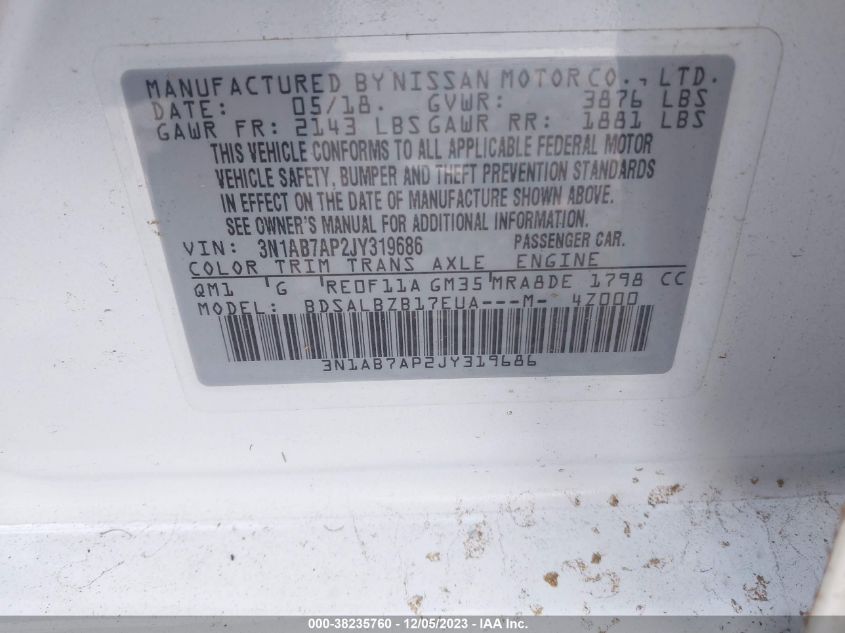 MANUFACTURED BY NISSAN MOTOR CO., LTD.
DATE: 05/18. GVWR: 3876 LBS
GAWR FR: 2143 LBS GAWR RR: 1881 LBS
THIS VEHICLE CONFORMS TO ALL APPLICABLE FEDERAL MOTOR
VEHICLE SAFETY, BUMPER AND THEFT PREVENTION STANDARDS
IN EFFECT ON THE DATE OF MANUFACTURE SHOWN ABOVE.
SEE OWNER'S MANUAL FOR ADDITIONAL INFORMATION.
VIN: 3N1AB7AP2JY319686 PASSENGER CAR.
COLOR TRIM TRANS AXLE ENGINE
QM1 'G 'RE0F11A GM35 'MRA8DE 1798 CC
MODEL: BDSALBZB17EUA---M- 4Z000
3N1AB7AP2JY319686
000-38235760 - 12/05/2023 - IAA Inc.